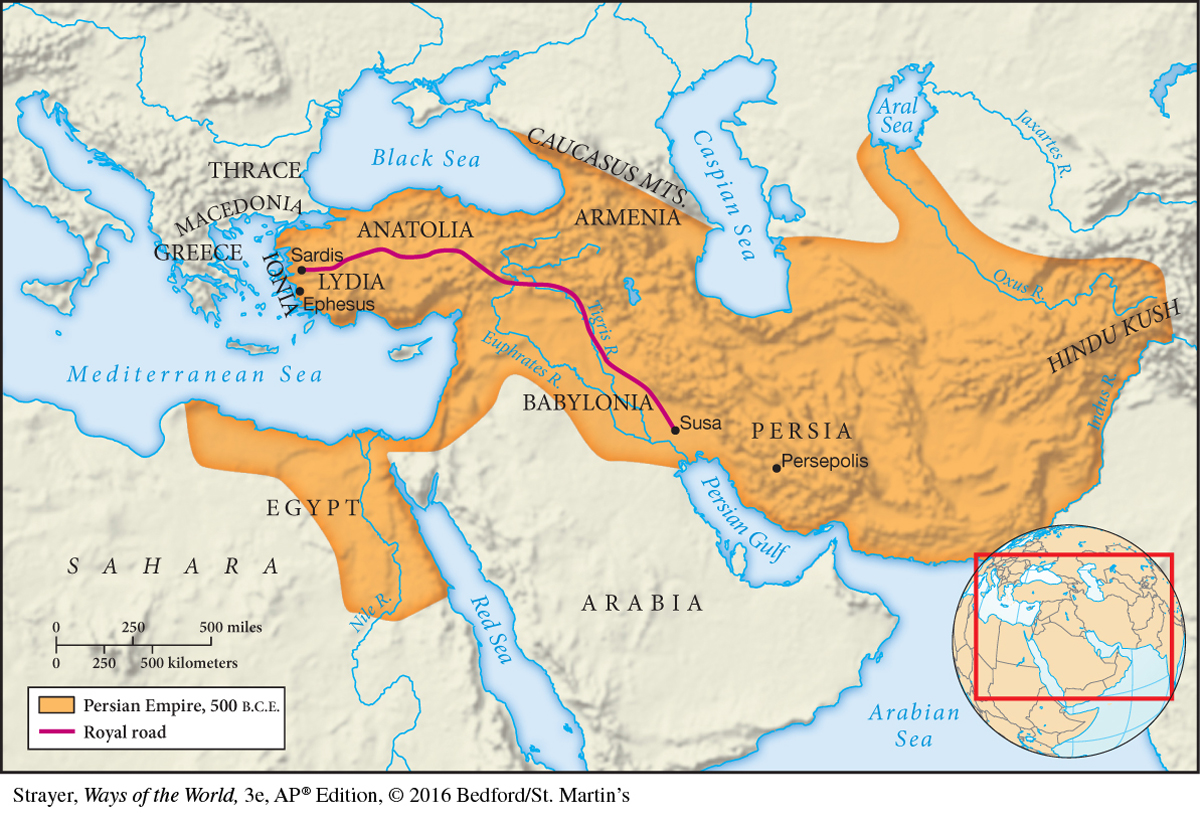 Aral
Sea
Jaxartes R.
CAUCASUS MTS.
Black Sea
Caspian Sea
THRACE
MACEDONIA
ARMENIA
ANATOLIA
GREECE
Sardis
IONIA
LYDIA
Ephesus
Oxus R.
HINDU KUSH
Tigris R.
Euphrates R.
Mediterranean Sea
BABYLONIA
Indus R.
Susa
PERSIA
Persepolis
EGYPT
Persian Gulf
SAHARA
Nile R.
Red Sea
ARABIA
0 250 500 miles
0 250 500 kilometers
Persian Empire, 500 B.C.E.
Royal road
Arabian
Sea
Strayer, Ways of the World, 3e, AP® Edition, © 2016 Bedford/St. Martin's